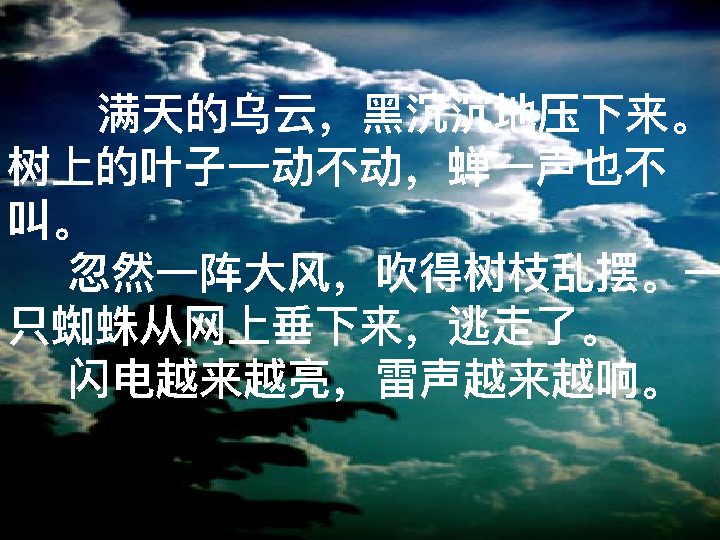 满天的乌云，黑沉沉地压下来。
树上的叶子一动不动，蝉一声也不
叫。
忽然一阵大风，吹得树枝乱摆。一
只蜘蛛从网上垂下来，逃走了。
闪电越来越亮，雷声越来越响。